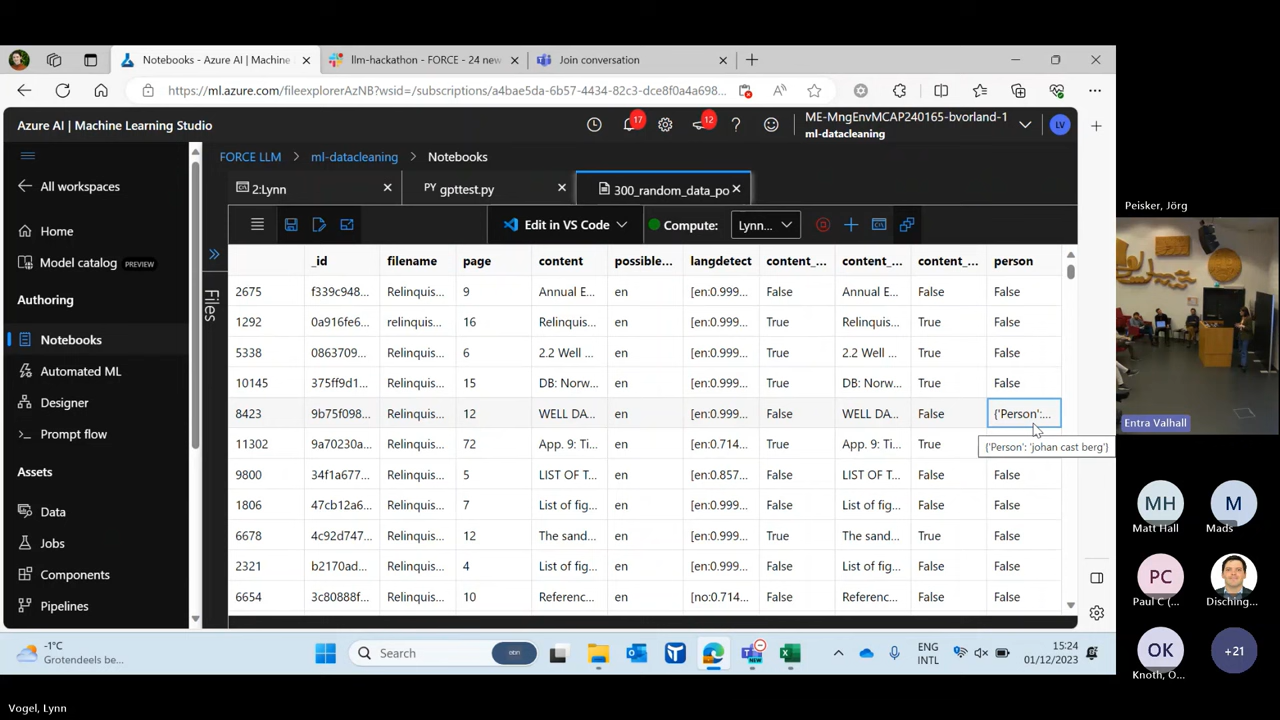 Notebooks - Azure AI | Machine
llm-hackathon - FORCE - 24 new
Join conversation
https://ml.azure.com/fileexplorerAzNB?wsid=/subscriptions/a4bae5da-6b57-4434-82c3-dce8f0a4a698...
Azure AI | Machine Learning Studio
17
12
ME-MngEnvMCAP240165-bvorland-1
ml-datacleaning
LV
FORCE LLM > ml-datacleaning > Notebooks
All workspaces
Home
Model catalog PREVIEW
Authoring
Notebooks
Automated ML
Designer
Prompt flow
Assets
Data
Jobs
Components
Pipelines
2:Lynn
PY gpttest.py
300_random_data_po
Edit in VS Code
Compute: Lynn...
Files
_id filename page content possible... langdetect content_... content_... content_... person
2675 f339c948... Relinquis... 9 Annual E... en [en:0.999... False Annual E... False False
1292 0a916fe6... relinquis... 16 Relinquis... en [en:0.999... True Relinquis... True False
5338 0863709... Relinquis... 6 2.2 Well ... en [en:0.999... True 2.2 Well ... True False
10145 375ff9d1... Relinquis... 15 DB: Norw... en [en:0.999... True DB: Norw... True False
8423 9b75f098... Relinquis... 12 WELL DA... en [en:0.999... False WELL DA... False {'Person':...
11302 9a70230a... Relinquis... 72 App. 9: Ti... en [en:0.714... True App. 9: Ti... True
{'Person': 'johan cast berg'}
9800 34f1a677... Relinquis... 5 LIST OF T... en [en:0.857... False LIST OF T... False False
1806 47cb12a6... Relinquis... 7 List of fig... en [en:0.999... False List of fig... False False
6678 4c92d747... Relinquis... 12 The sand... en [en:0.999... True The sand... True False
2321 b2170ad... Relinquis... 4 List of fig... en [en:0.999... False List of fig... False False
6654 3c80888f... Relinquis... 10 Referenc... en [no:0.714... False Referenc... False False
-1°C
Grotendeels be...
Search
NEW
ENG
INTL
15:24
01/12/2023
Vogel, Lynn
Peisker, Jörg
Entra Valhall
MH
Matt Hall
M
Mads
PC
Paul C (...
Disching...
OK
Knoth, O...
+21